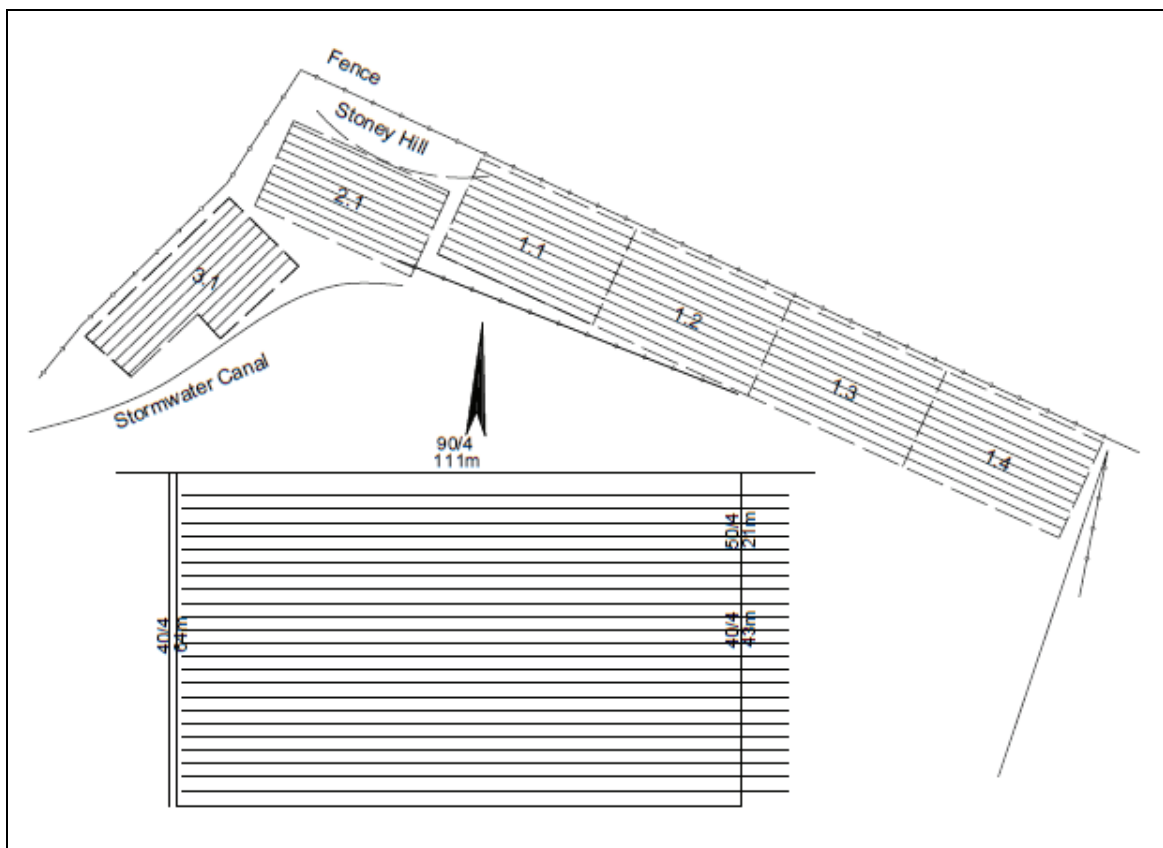 Fence
Stoney Hill
2.1
1.1
3.1
1.2
1.3
1.4
Stormwater Canal
90/4
111m
50/4
21m
40/4
64m
40/4
43m